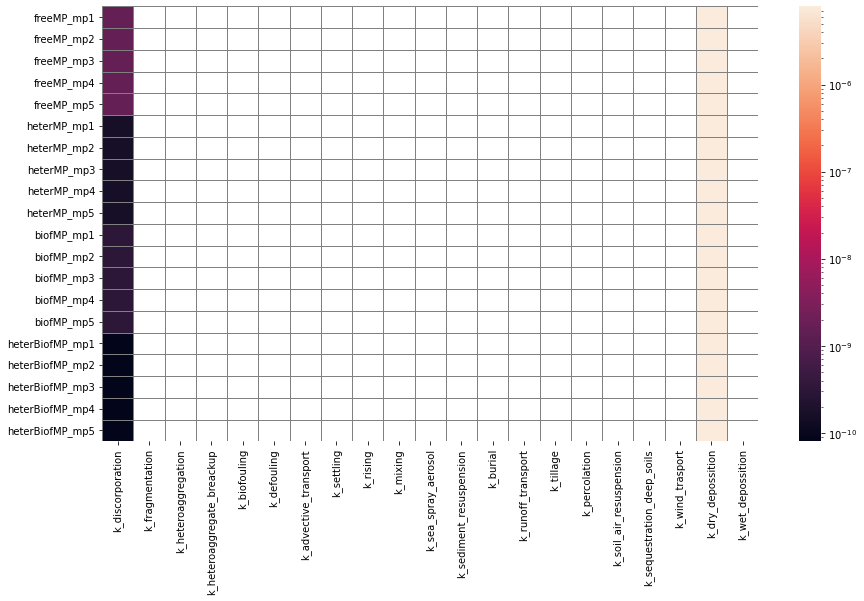 freeMP_mp1
freeMP_mp2
freeMP_mp3
freeMP_mp4
freeMP_mp5
heterMP_mp1
heterMP_mp2
heterMP_mp3
heterMP_mp4
heterMP_mp5
biofMP_mp1
biofMP_mp2
biofMP_mp3
biofMP_mp4
biofMP_mp5
heterBiofMP_mp1
heterBiofMP_mp2
heterBiofMP_mp3
heterBiofMP_mp4
heterBiofMP_mp5
k_discorporation
k_fragmentation
k_heteroaggregation
k_heteroaggregate_breackup
k_biofouling
k_defouling
k_advective_transport
k_settling
k_rising
k_mixing
k_sea_spray_aerosol
k_sediment_resuspension
k_burial
k_runoff_transport
k_tillage
k_percolation
k_soil_air_resuspension
k_sequestration_deep_soils
k_wind_trasport
k_dry_depossition
k_wet_depossition
10⁻⁶
10⁻⁷
10⁻⁸
10⁻⁹
10⁻¹⁰